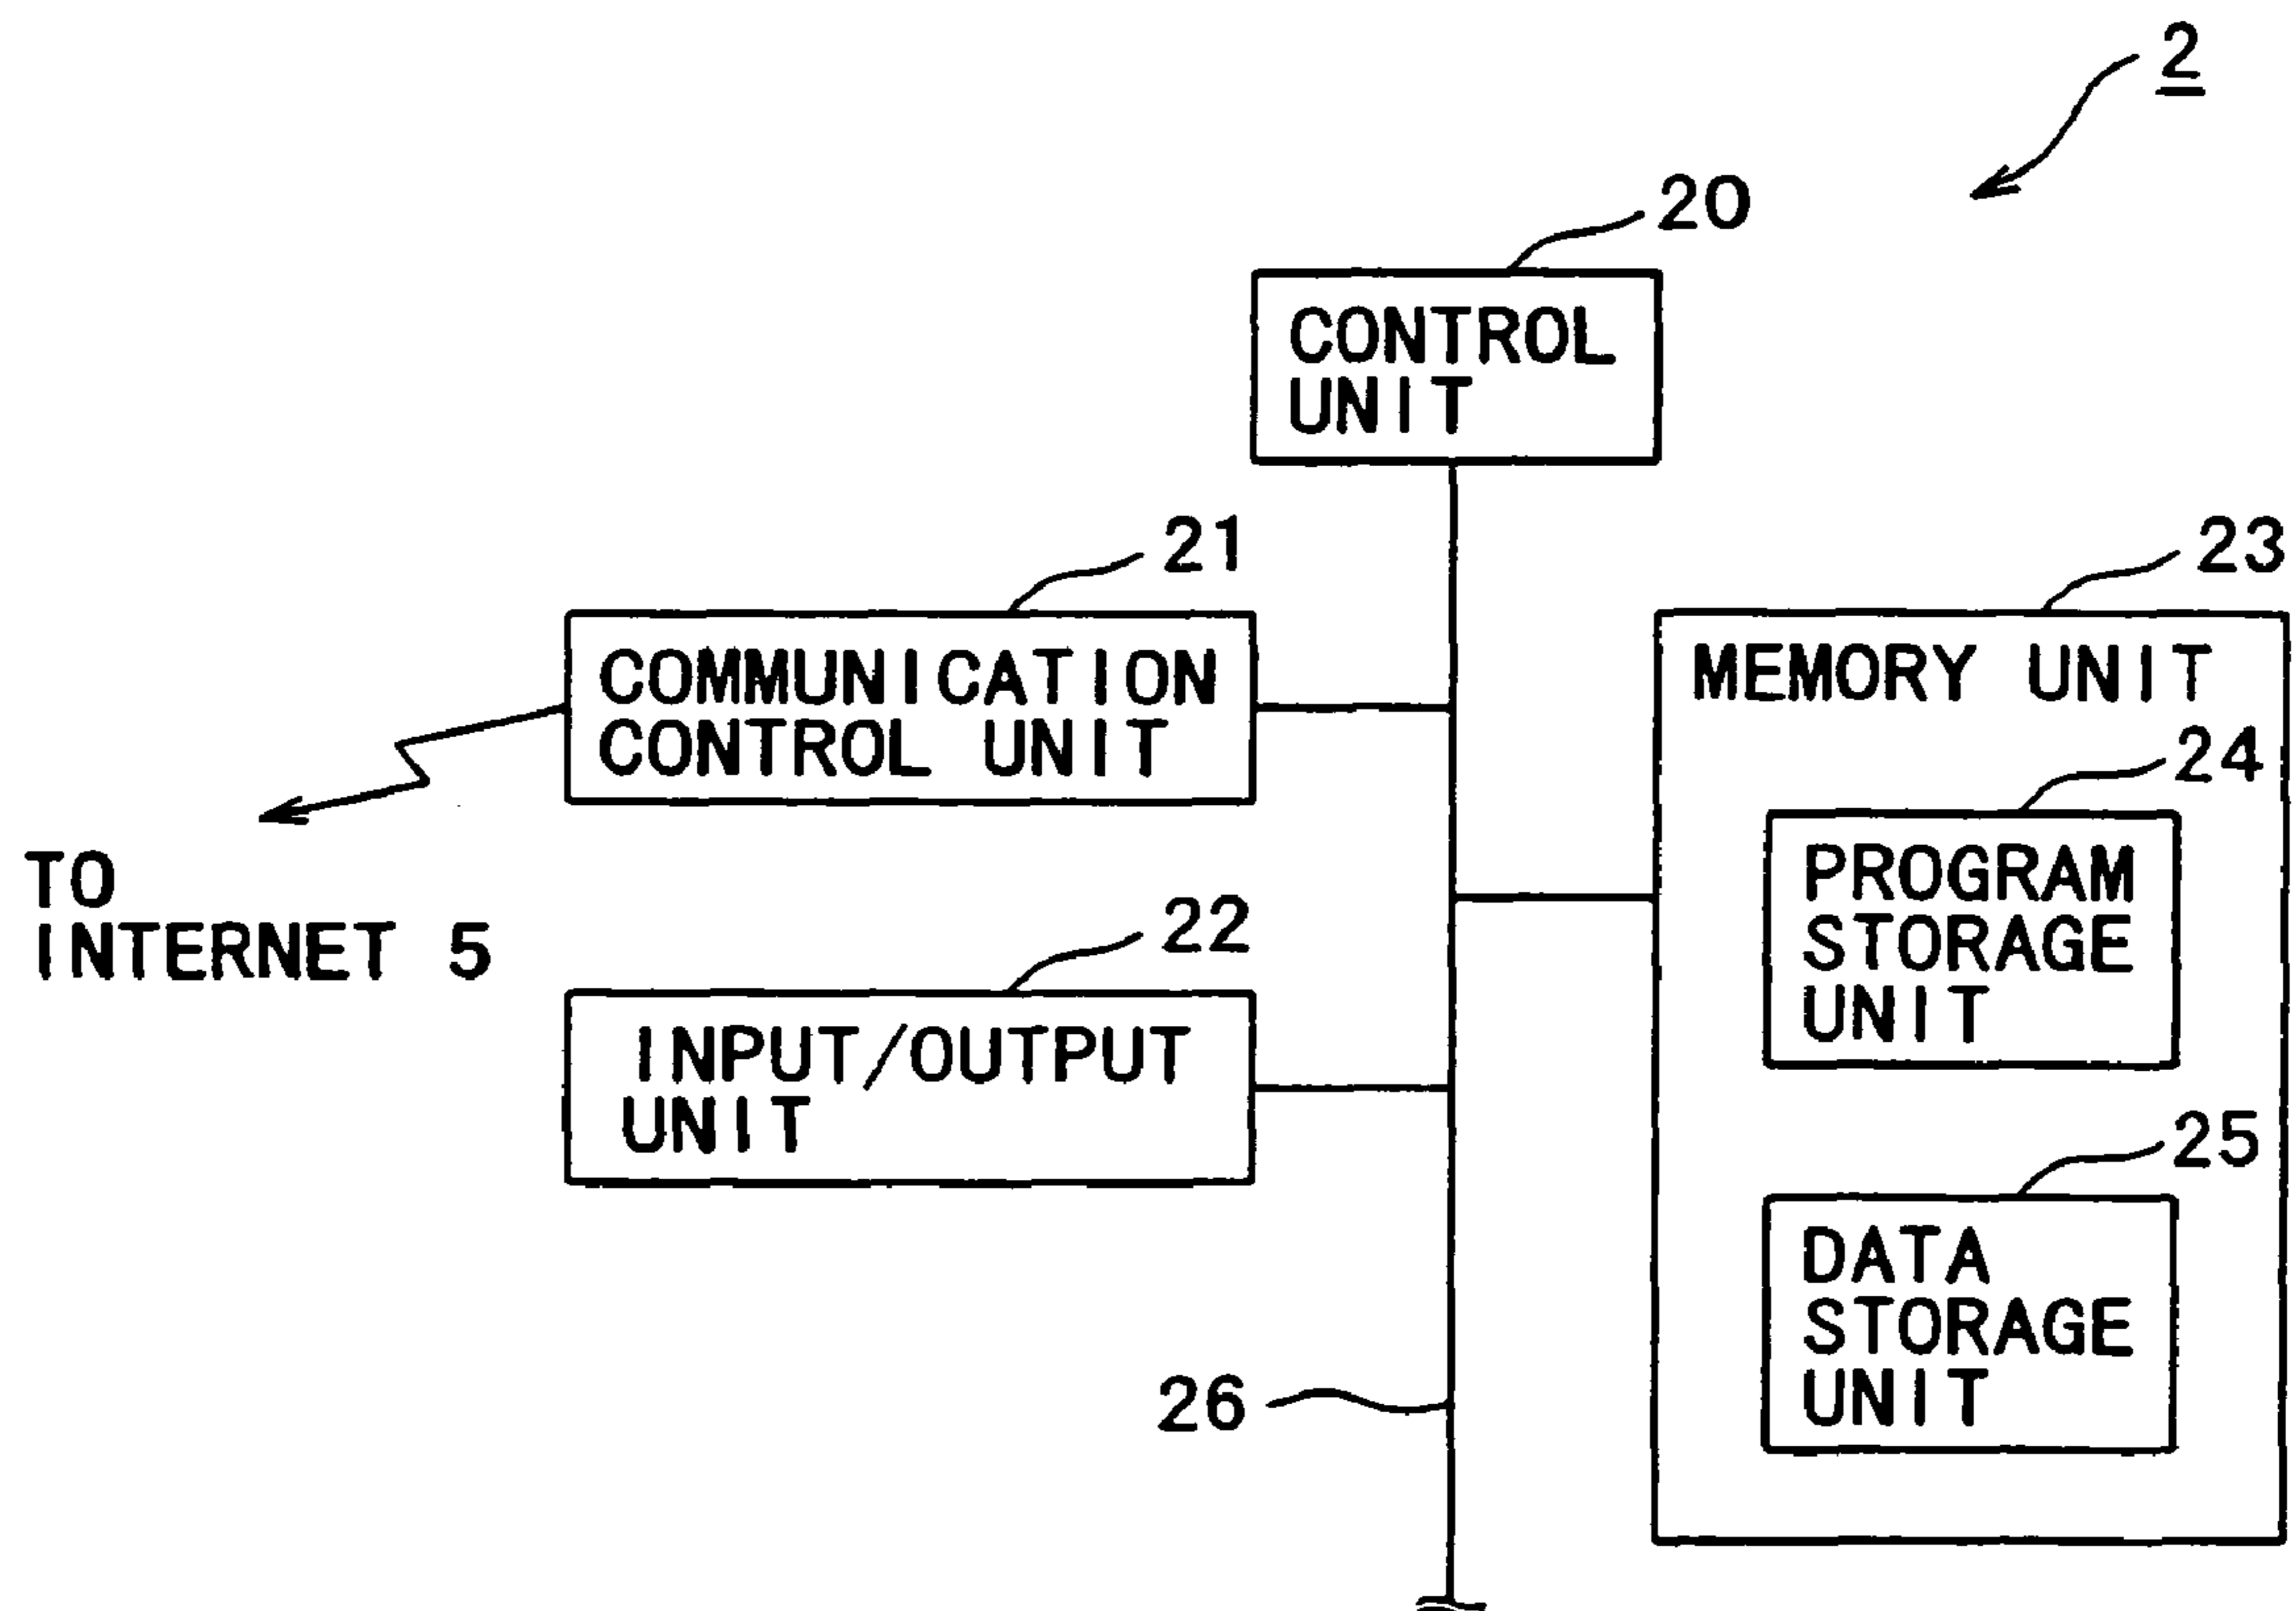 2
20
CONTROL
UNIT
21
COMMUNICATION
CONTROL UNIT
TO
INTERNET 5
22
INPUT/OUTPUT
UNIT
23
MEMORY UNIT
24
PROGRAM
STORAGE
UNIT
25
DATA
STORAGE
UNIT
26